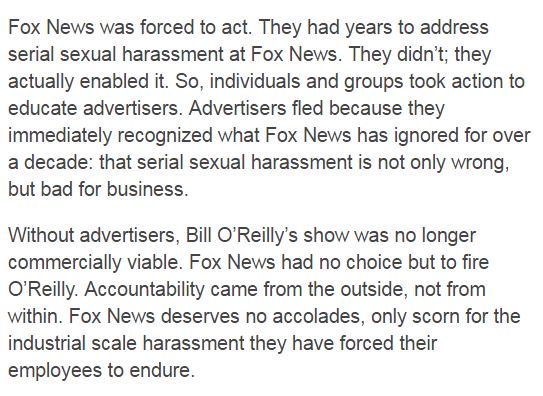 Fox News was forced to act. They had years to address
serial sexual harassment at Fox News. They didn’t; they
actually enabled it. So, individuals and groups took action to
educate advertisers. Advertisers fled because they
immediately recognized what Fox News has ignored for over
a decade: that serial sexual harassment is not only wrong,
but bad for business.
Without advertisers, Bill O’Reilly’s show was no longer
commercially viable. Fox News had no choice but to fire
O’Reilly. Accountability came from the outside, not from
within. Fox News deserves no accolades, only scorn for the
industrial scale harassment they have forced their
employees to endure.